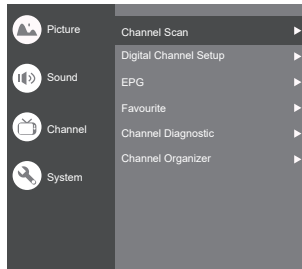 Picture
Sound
Channel
System
Channel Scan
Digital Channel Setup
EPG
Favourite
Channel Diagnostic
Channel Organizer